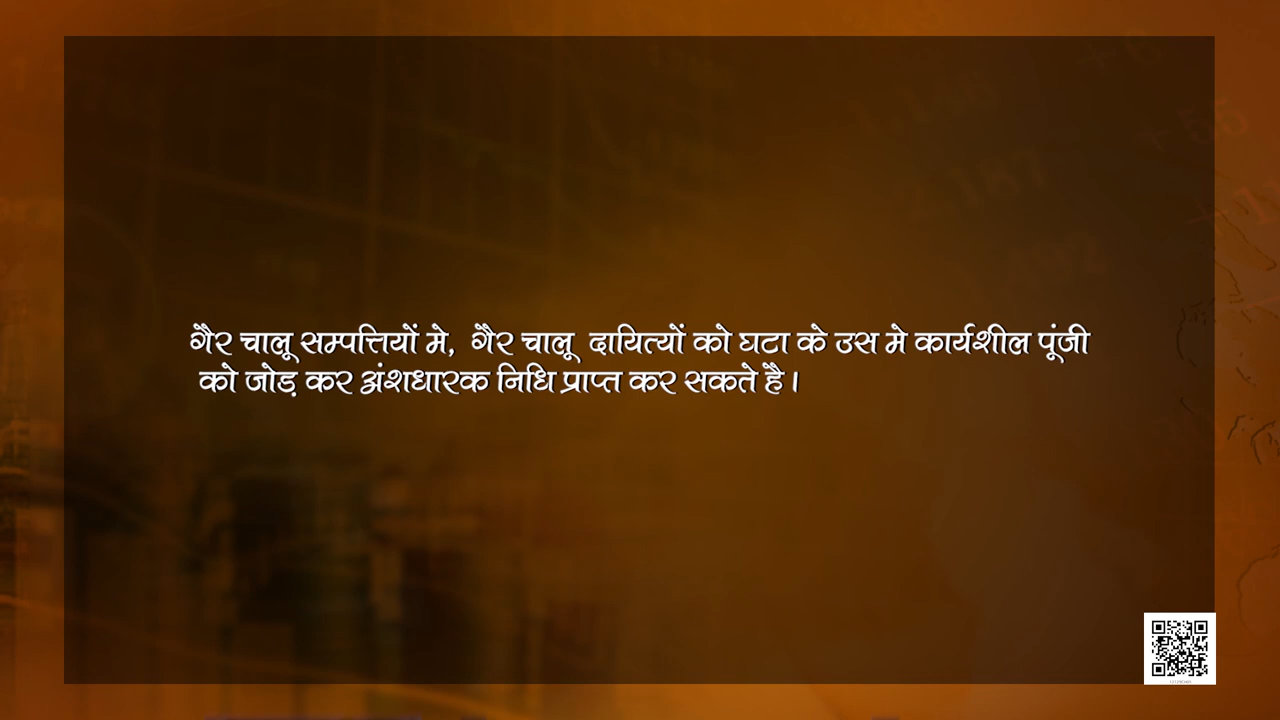 गैर चालू सम्पत्तियों मे, गैर चालू दायित्यों को घटा के उस मे कार्यशील पूंजी
को जोड़ कर अंशधारक निधि प्राप्त कर सकते है।